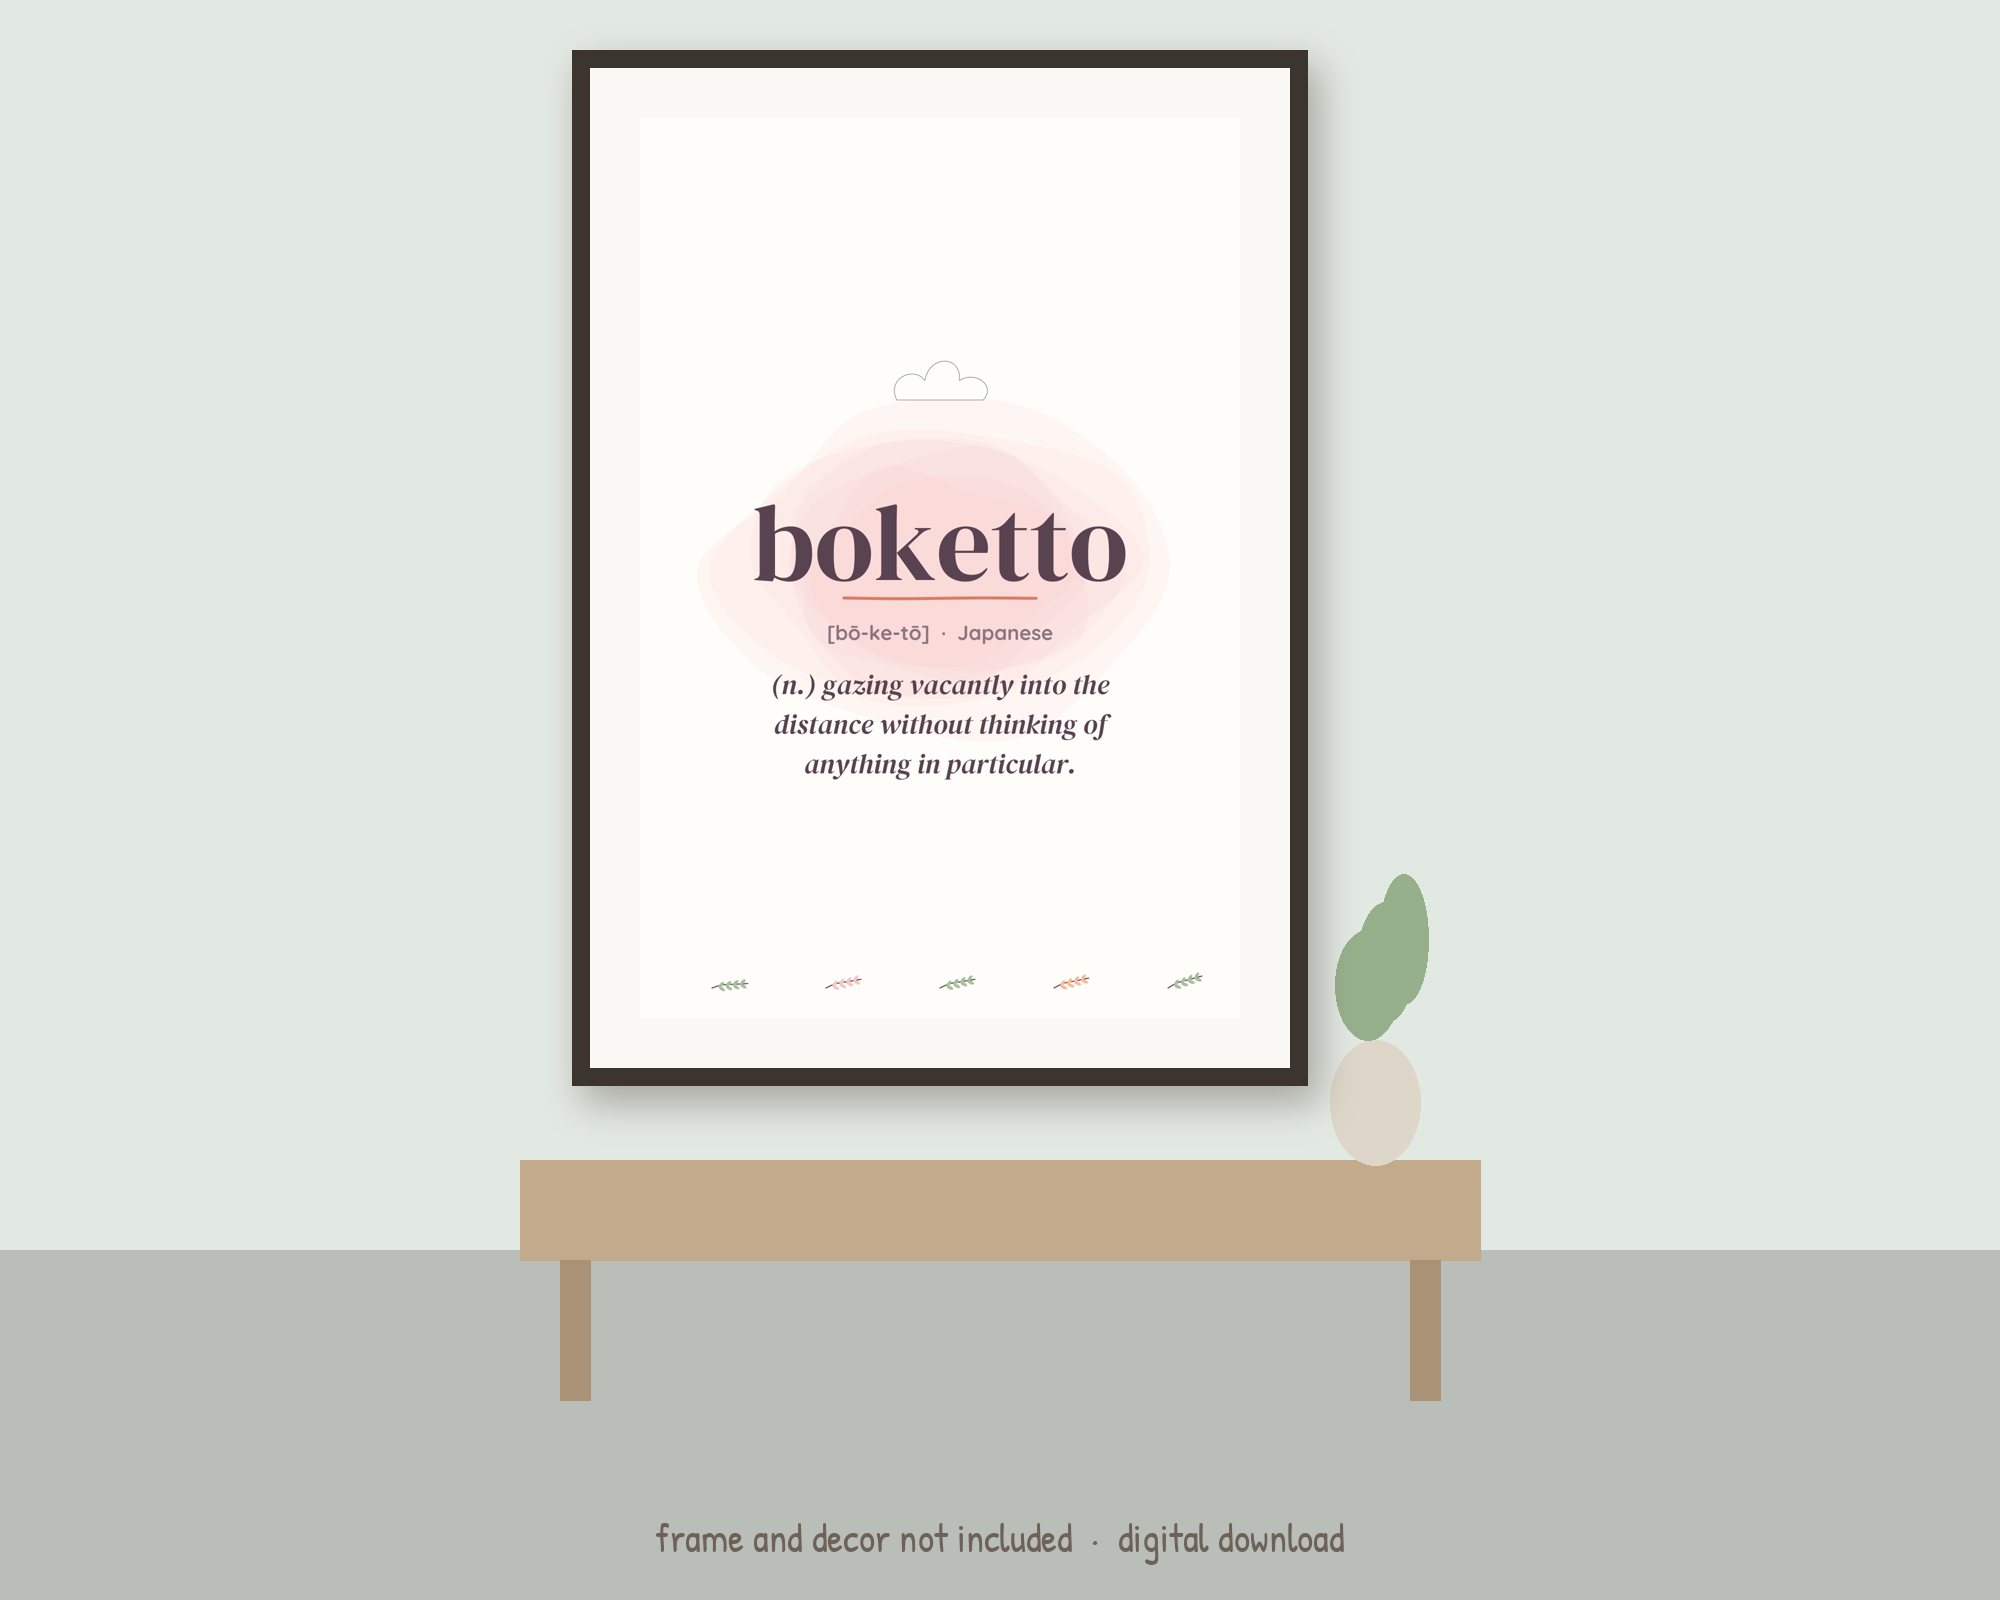 boketto
[bō-ke-tō] · Japanese
(n.) gazing vacantly into the
distance without thinking of
anything in particular.
frame and decor not included · digital download